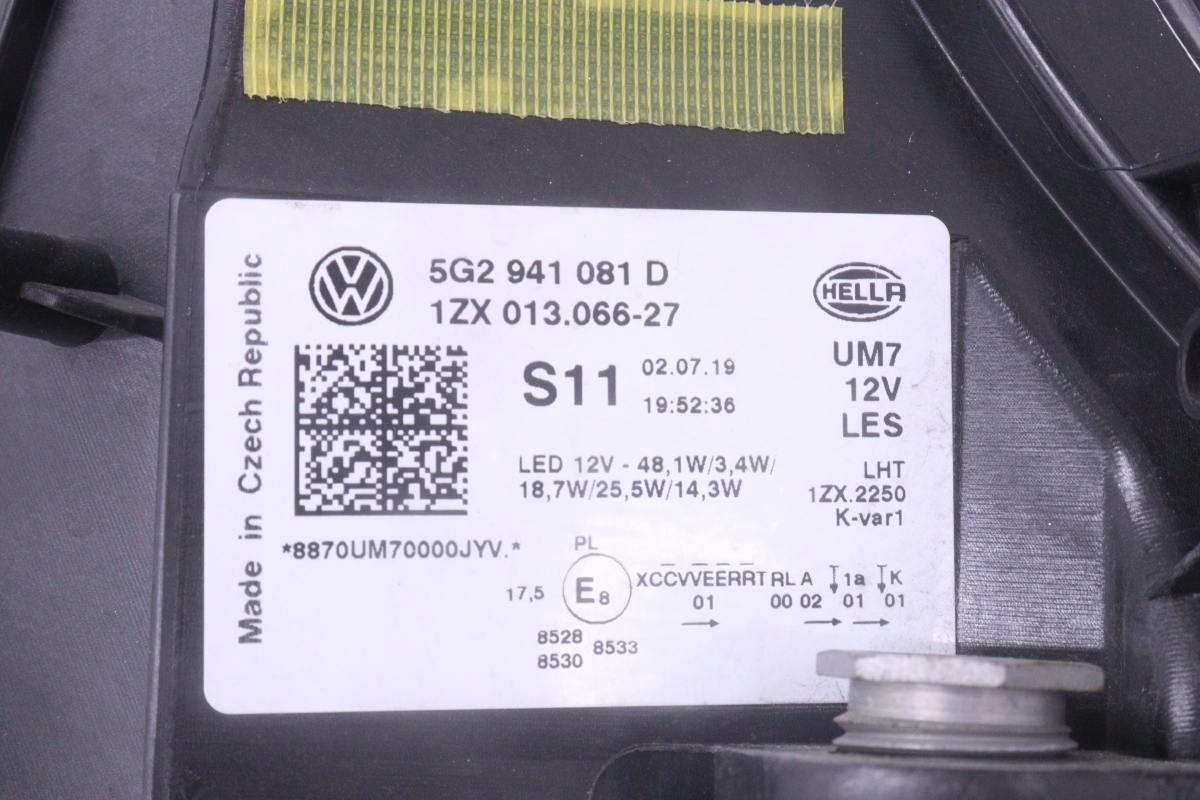 Made in Czech Republic
5G2 941 081 D
1ZX 013.066-27
HELLA
S11
02.07.19
19:52:36
UM7
12V
LES
LED 12V - 48,1W/3,4W/
18,7W/25,5W/14,3W
LHT
1ZX.2250
K-var1
*8870UM70000JYV.*
PL
17,5
E8
XCCVVEERRT RL A 1a K
01 00 02 01 01
8528
8530
8533